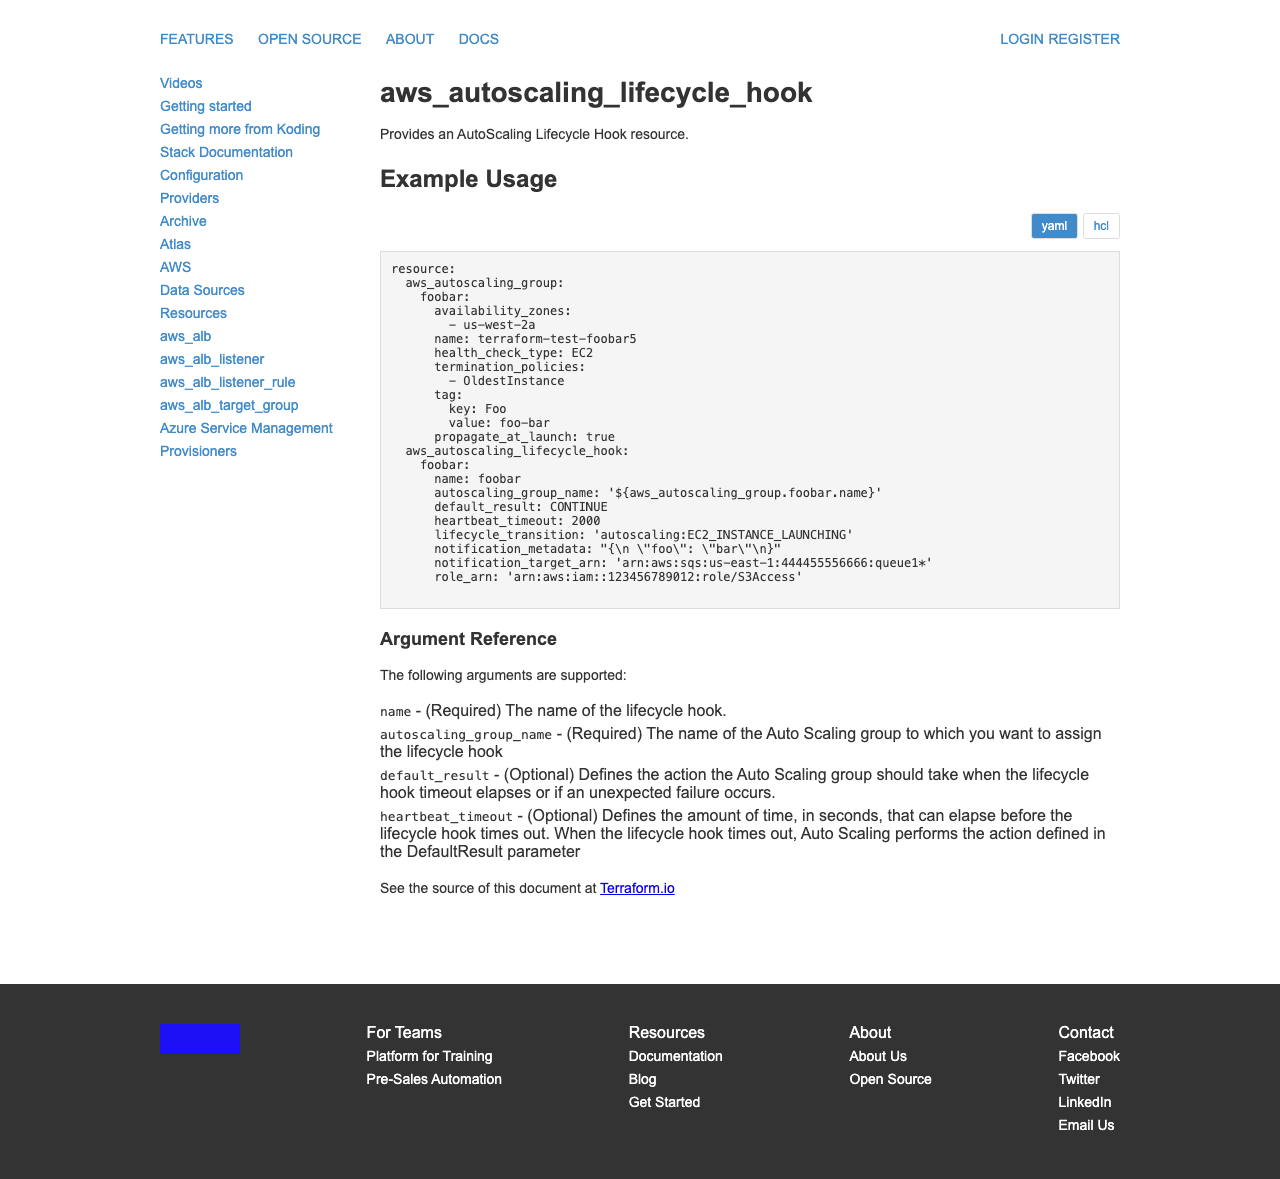 FEATURES OPEN SOURCE ABOUT DOCS LOGIN REGISTER
Videos
Getting started
Getting more from Koding
Stack Documentation
Configuration
Providers
Archive
Atlas
AWS
Data Sources
Resources
aws_alb
aws_alb_listener
aws_alb_listener_rule
aws_alb_target_group
Azure Service Management
Provisioners
aws_autoscaling_lifecycle_hook
Provides an AutoScaling Lifecycle Hook resource.
Example Usage
yaml hcl
resource:
  aws_autoscaling_group:
    foobar:
      availability_zones:
        - us-west-2a
      name: terraform-test-foobar5
      health_check_type: EC2
      termination_policies:
        - OldestInstance
      tag:
        key: Foo
        value: foo-bar
      propagate_at_launch: true
  aws_autoscaling_lifecycle_hook:
    foobar:
      name: foobar
      autoscaling_group_name: '${aws_autoscaling_group.foobar.name}'
      default_result: CONTINUE
      heartbeat_timeout: 2000
      lifecycle_transition: 'autoscaling:EC2_INSTANCE_LAUNCHING'
      notification_metadata: "{\n \"foo\": \"bar\"\n}"
      notification_target_arn: 'arn:aws:sqs:us-east-1:444455556666:queue1*'
      role_arn: 'arn:aws:iam::123456789012:role/S3Access'
Argument Reference
The following arguments are supported:
name - (Required) The name of the lifecycle hook.
autoscaling_group_name - (Required) The name of the Auto Scaling group to which you want to assign
the lifecycle hook
default_result - (Optional) Defines the action the Auto Scaling group should take when the lifecycle
hook timeout elapses or if an unexpected failure occurs.
heartbeat_timeout - (Optional) Defines the amount of time, in seconds, that can elapse before the
lifecycle hook times out. When the lifecycle hook times out, Auto Scaling performs the action defined in
the DefaultResult parameter
See the source of this document at Terraform.io
For Teams
Platform for Training
Pre-Sales Automation
Resources
Documentation
Blog
Get Started
About
About Us
Open Source
Contact
Facebook
Twitter
LinkedIn
Email Us